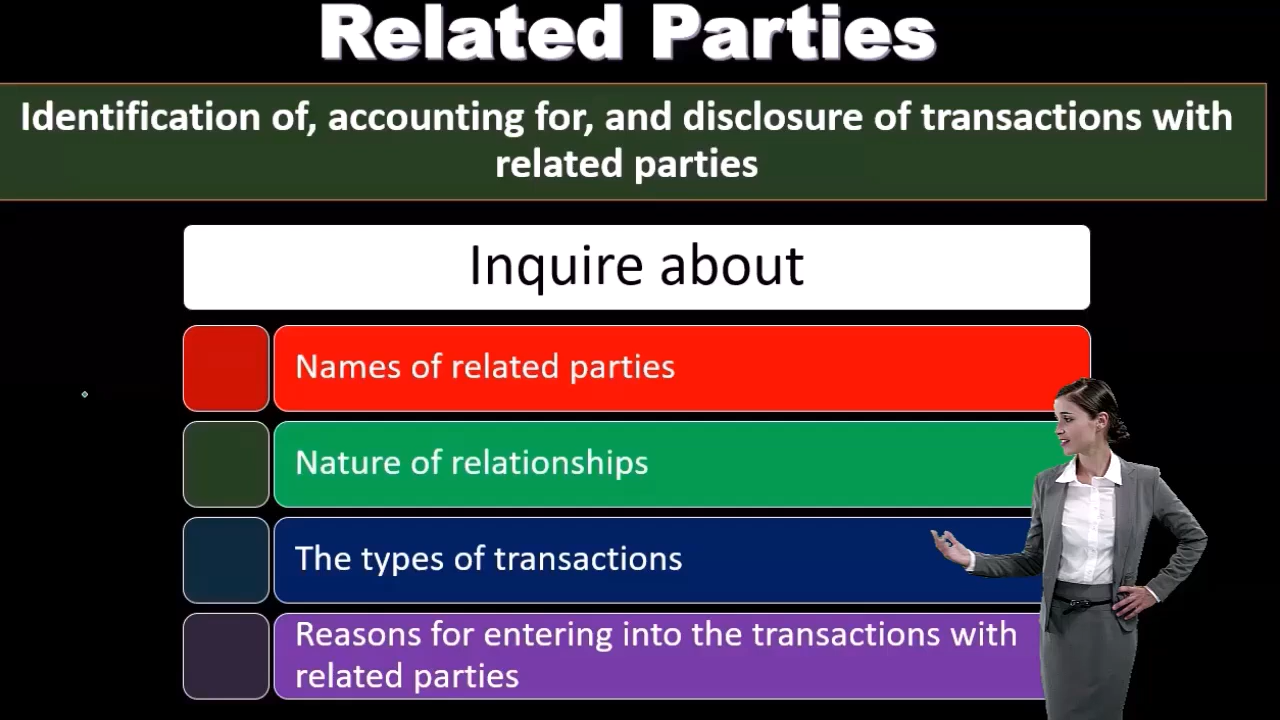 Related Parties
Identification of, accounting for, and disclosure of transactions with
related parties
Inquire about
Names of related parties
Nature of relationships
The types of transactions
Reasons for entering into the transactions with
related parties